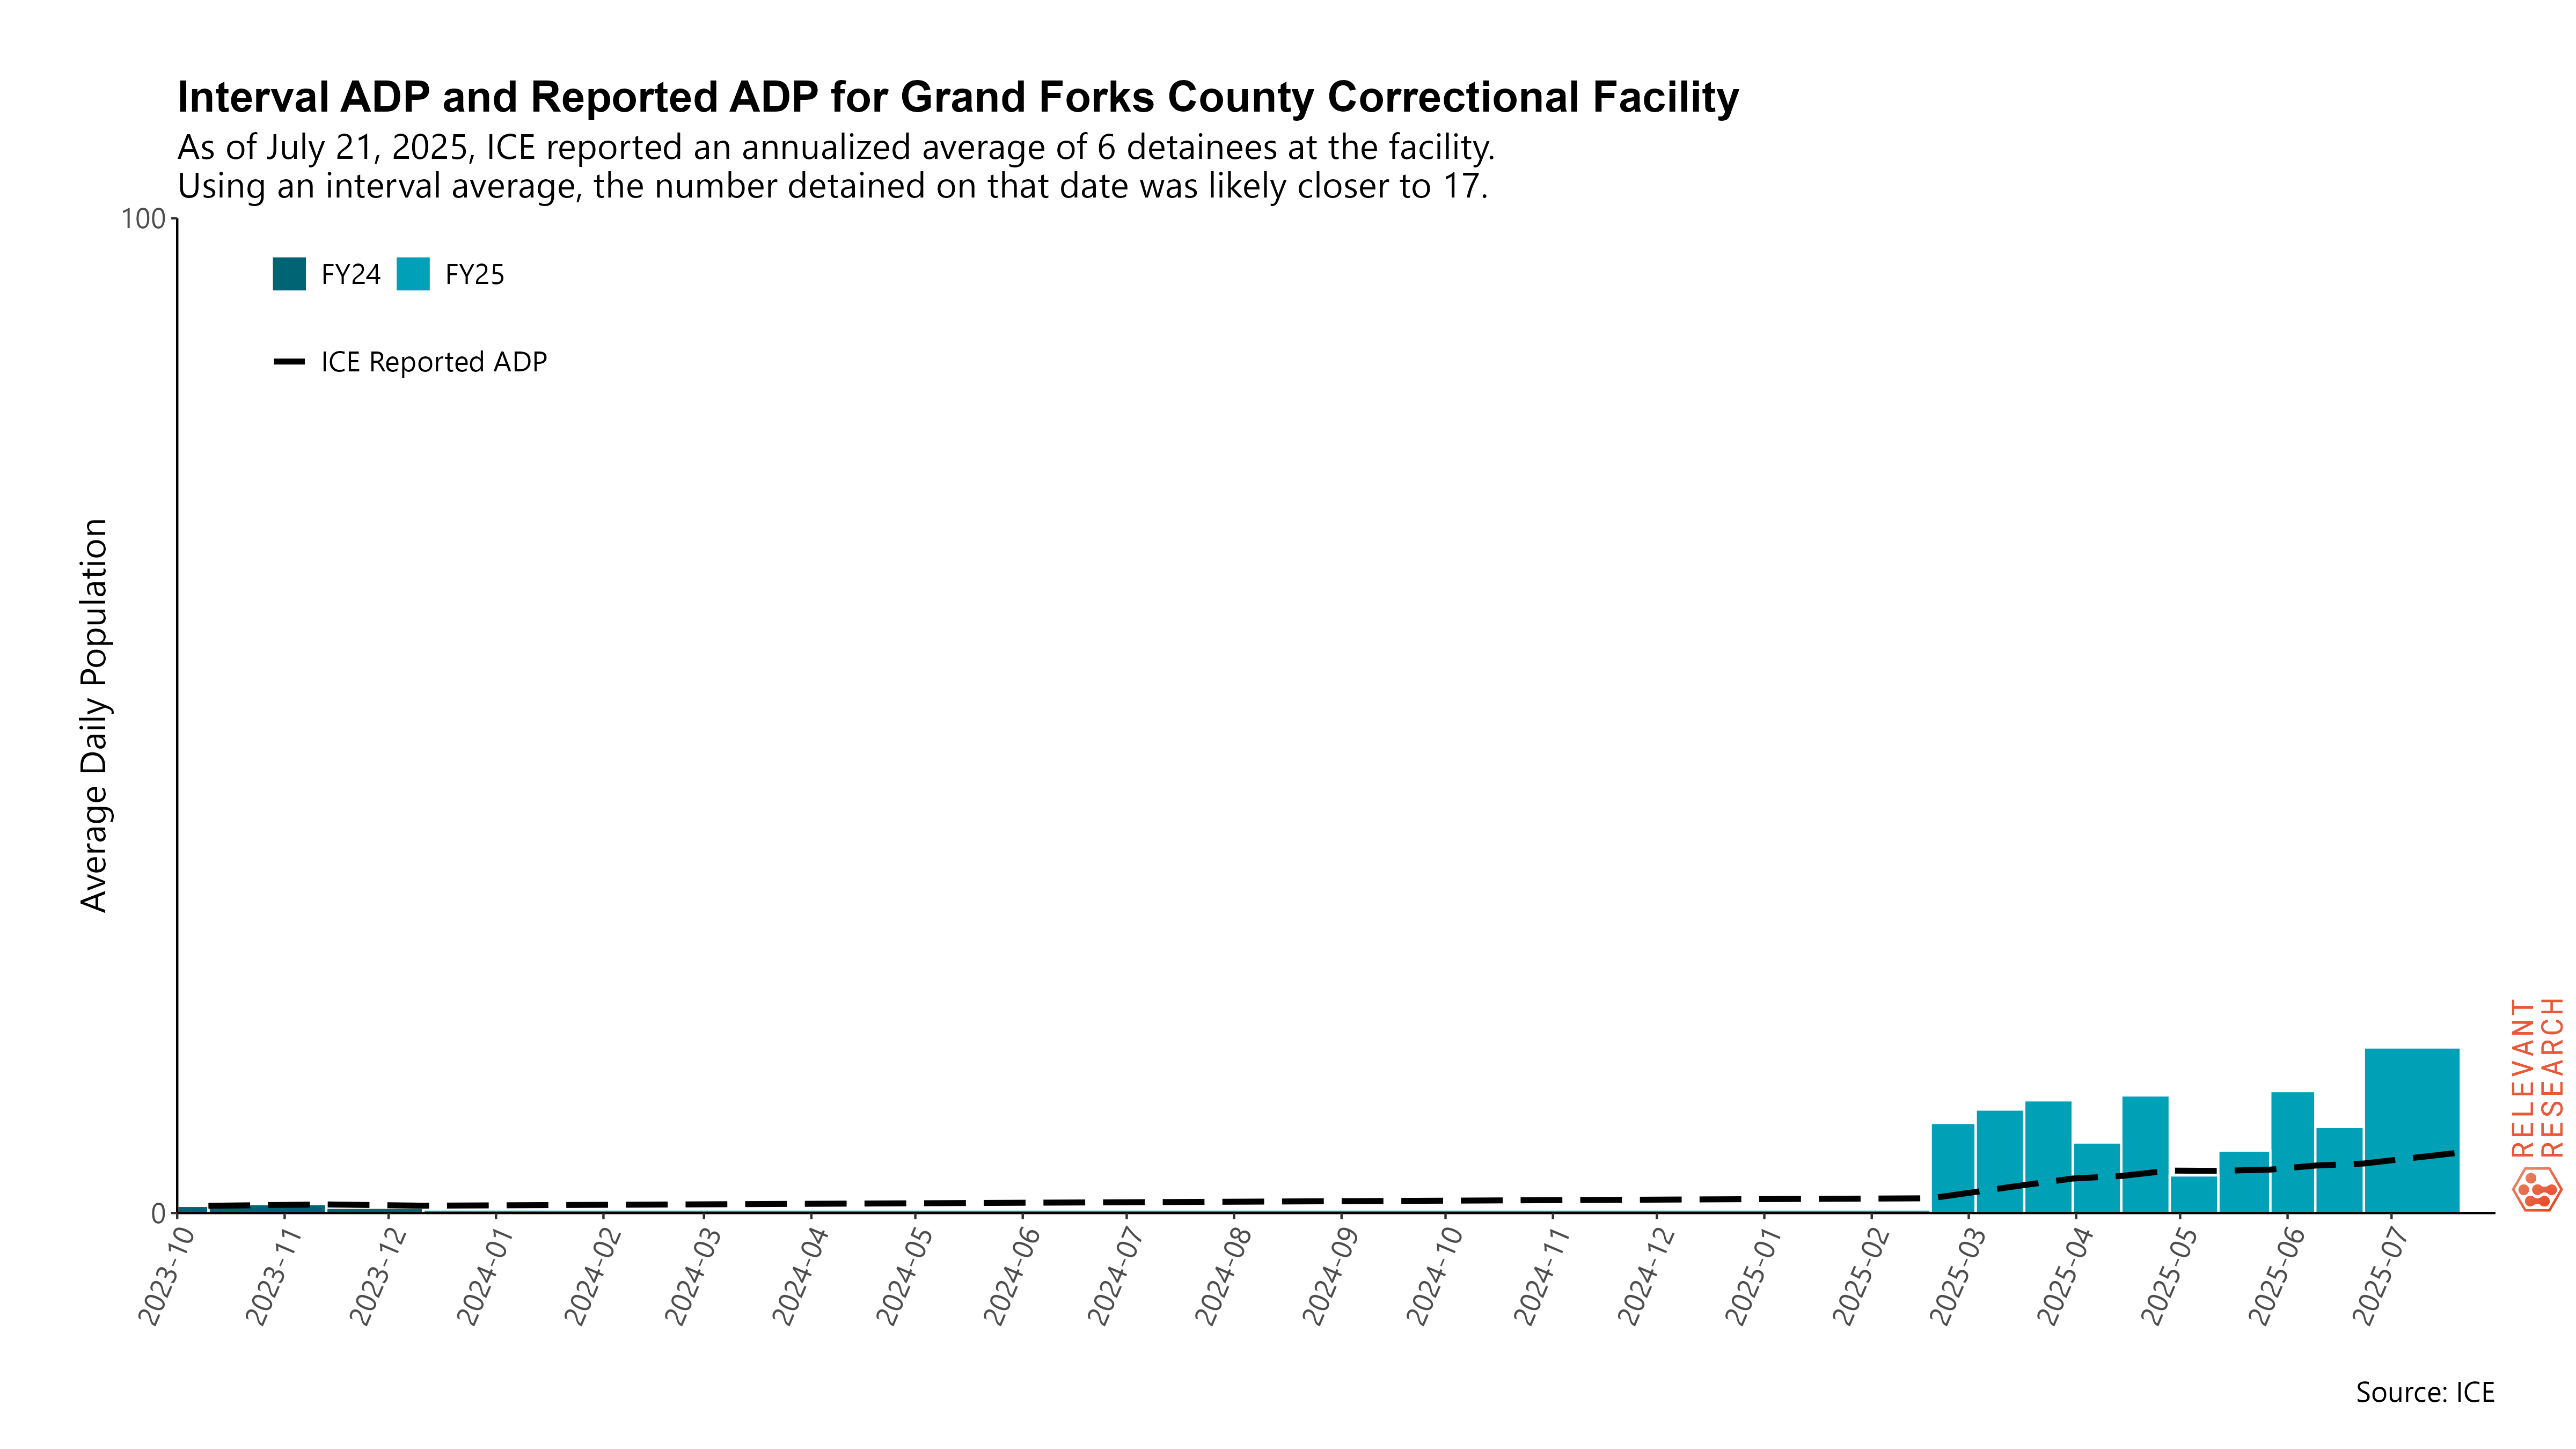 Interval ADP and Reported ADP for Grand Forks County Correctional Facility
As of July 21, 2025, ICE reported an annualized average of 6 detainees at the facility.
Using an interval average, the number detained on that date was likely closer to 17.
100
FY24 FY25
ICE Reported ADP
Average Daily Population
0
2023-10
2023-11
2023-12
2024-01
2024-02
2024-03
2024-04
2024-05
2024-06
2024-07
2024-08
2024-09
2024-10
2024-11
2024-12
2025-01
2025-02
2025-03
2025-04
2025-05
2025-06
2025-07
RELEVANT
RESEARCH
Source: ICE